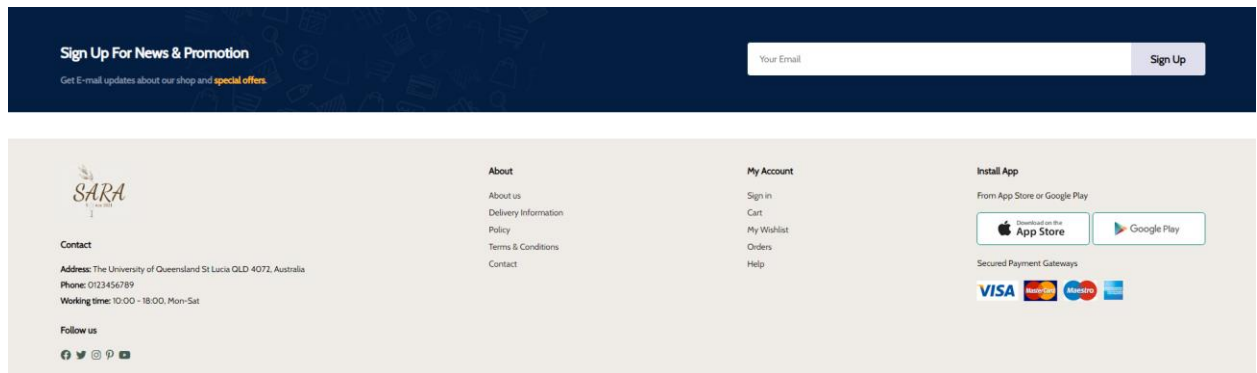 Sign Up For News & Promotion
Get E-mail updates about our shop and special offers.
Your Email
Sign Up
SARA
Contact
Address: The University of Queensland St Lucia QLD 4072, Australia
Phone: 0123456789
Working time: 10:00 - 18:00, Mon-Sat
Follow us
About
About us
Delivery Information
Policy
Terms & Conditions
Contact
My Account
Sign in
Cart
My Wishlist
Orders
Help
Install App
From App Store or Google Play
Download on the
App Store
Google Play
Secured Payment Gateways
VISA
MasterCard
Maestro